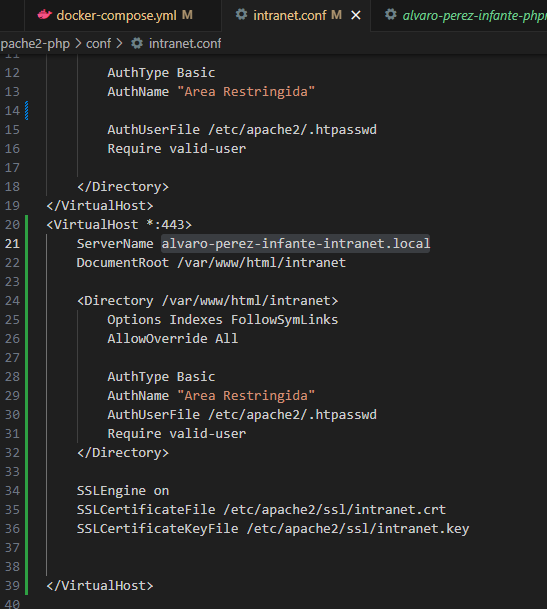 docker-compose.yml M
intranet.conf M
alvaro-perez-infante-php
pache2-php > conf > intranet.conf
12 AuthType Basic
13 AuthName "Area Restringida"
14
15 AuthUserFile /etc/apache2/.htpasswd
16 Require valid-user
17
18 </Directory>
19 </VirtualHost>
20 <VirtualHost *:443>
21 ServerName alvaro-perez-infante-intranet.local
22 DocumentRoot /var/www/html/intranet
23
24 <Directory /var/www/html/intranet>
25 Options Indexes FollowSymLinks
26 AllowOverride All
27
28 AuthType Basic
29 AuthName "Area Restringida"
30 AuthUserFile /etc/apache2/.htpasswd
31 Require valid-user
32 </Directory>
33
34 SSLEngine on
35 SSLCertificateFile /etc/apache2/ssl/intranet.crt
36 SSLCertificateKeyFile /etc/apache2/ssl/intranet.key
37
38
39 </VirtualHost>
40